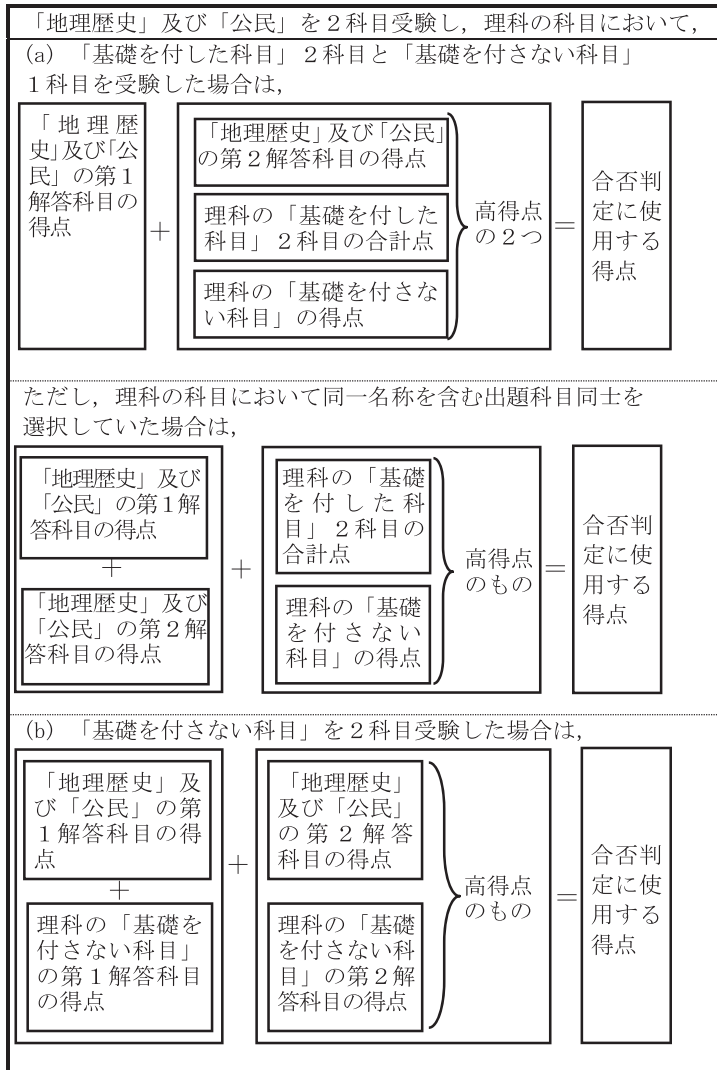 「地理歴史」及び「公民」を２科目受験し，理科の科目において，
(a) 「基礎を付した科目」２科目と「基礎を付さない科目」
１科目を受験した場合は，
「地理歴
史」及び「公
民」の第１
解答科目の
得点
＋
「地理歴史」及び「公民」
の第２解答科目の得点
理科の「基礎を付した
科目」２科目の合計点
理科の「基礎を付さな
い科目」の得点
高得点
の２つ
＝
合否判
定に使
用する
得点
ただし，理科の科目において同一名称を含む出題科目同士を
選択していた場合は，
「地理歴史」及び
「公民」の第１解
答科目の得点
＋
「地理歴史」及び
「公民」の第２解
答科目の得点
＋
理科の「基礎
を付した科
目」２科目の
合計点
理科の「基礎
を付さない
科目」の得点
高得点
のもの
＝
合否判
定に使
用する
得点
(b) 「基礎を付さない科目」を２科目受験した場合は，
「地理歴史」及
び「公民」の第
１解答科目の得
点
＋
理科の「基礎を
付さない科目」
の第１解答科目
の得点
＋
「地理歴史」
及び「公民」
の第２解答
科目の得点
理科の「基礎
を付さない科
目」の第２解
答科目の得点
高得点
のもの
＝
合否判
定に使
用する
得点